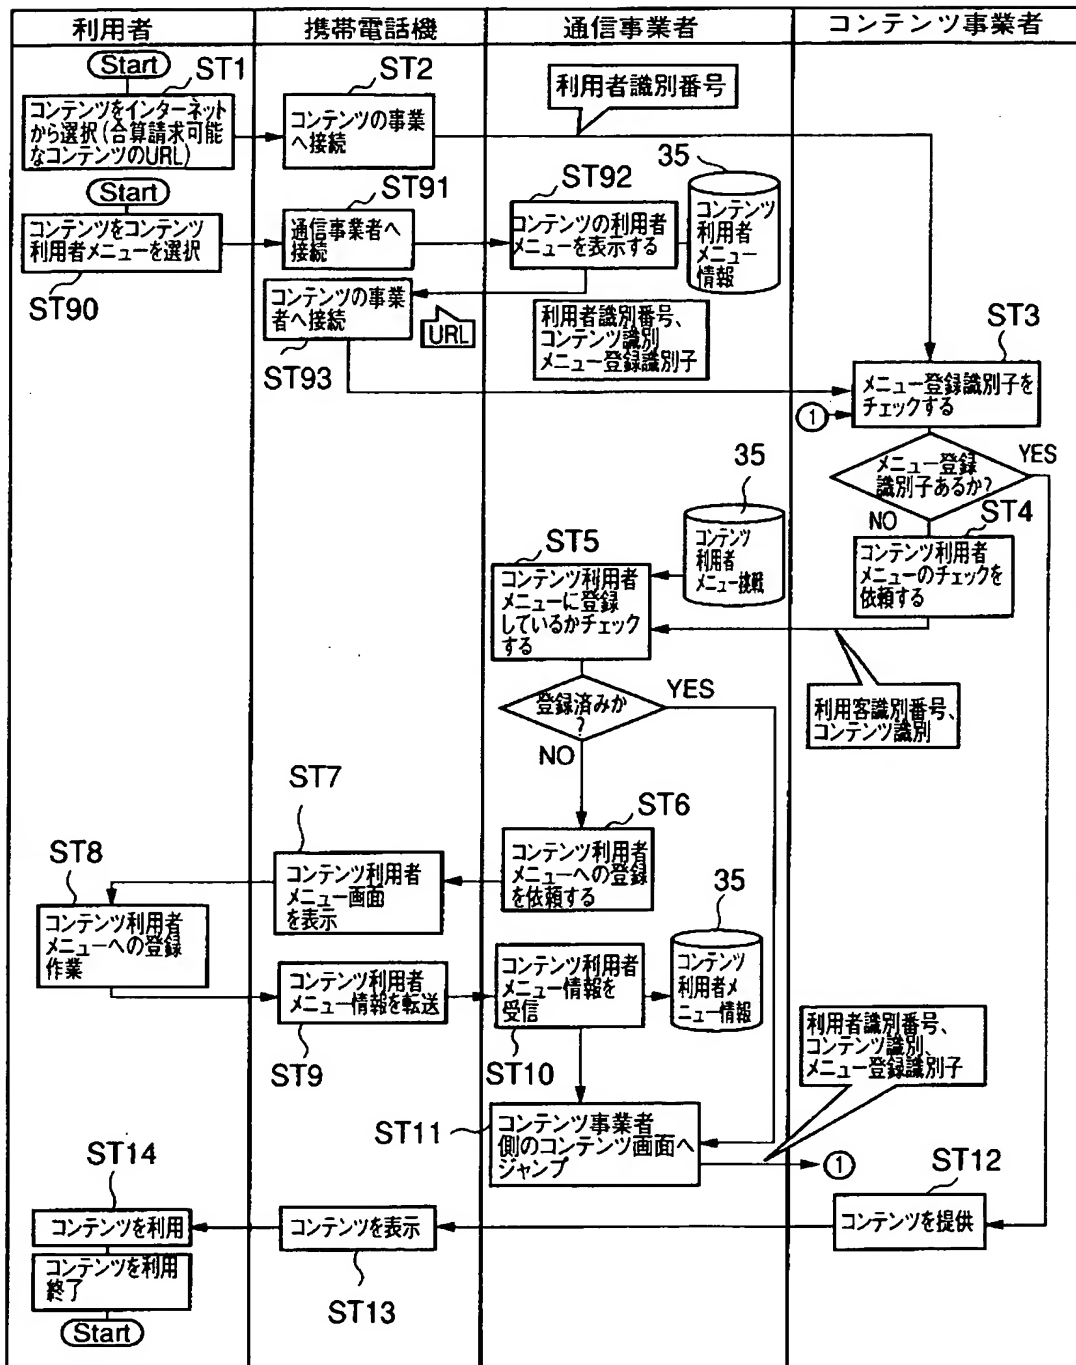 利用者
携帯電話機
通信事業者
コンテンツ事業者
Start
ST1
ST2
利用者識別番号
コンテンツをインターネット
から選択(合算請求可能
なコンテンツのURL)
コンテンツの事業
へ接続
Start
ST91
ST92
35
コンテンツをコンテンツ
利用者メニューを選択
通信事業者へ
接続
コンテンツの利用者
メニューを表示する
コンテンツ
利用者
メニュー
情報
ST90
コンテンツの事業
者へ接続
URL
利用者識別番号、
コンテンツ識別
メニュー登録識別子
ST93
ST3
メニュー登録識別子を
チェックする
1
メニュー登録
識別子あるか?
YES
NO
ST4
35
コンテンツ
利用者
メニュー挑戦
ST5
コンテンツ利用者
メニューに登録
しているかチェック
する
コンテンツ利用者
メニューのチェックを
依頼する
登録済みか
?
YES
NO
利用客識別番号、
コンテンツ識別
ST7
ST6
ST8
コンテンツ利用者
メニュー画面
を表示
コンテンツ利用者
メニューへの登録
を依頼する
35
コンテンツ利用者
メニューへの登録
作業
コンテンツ利用者
メニュー情報を転送
コンテンツ利用者
メニュー情報を
受信
コンテンツ
利用者メ
ニュー情報
利用者識別番号、
コンテンツ識別、
メニュー登録識別子
ST9
ST10
ST11
コンテンツ事業者
側のコンテンツ画面へ
ジャンプ
1
ST14
ST12
コンテンツを利用
コンテンツを表示
コンテンツを提供
コンテンツを利用
終了
ST13
Start